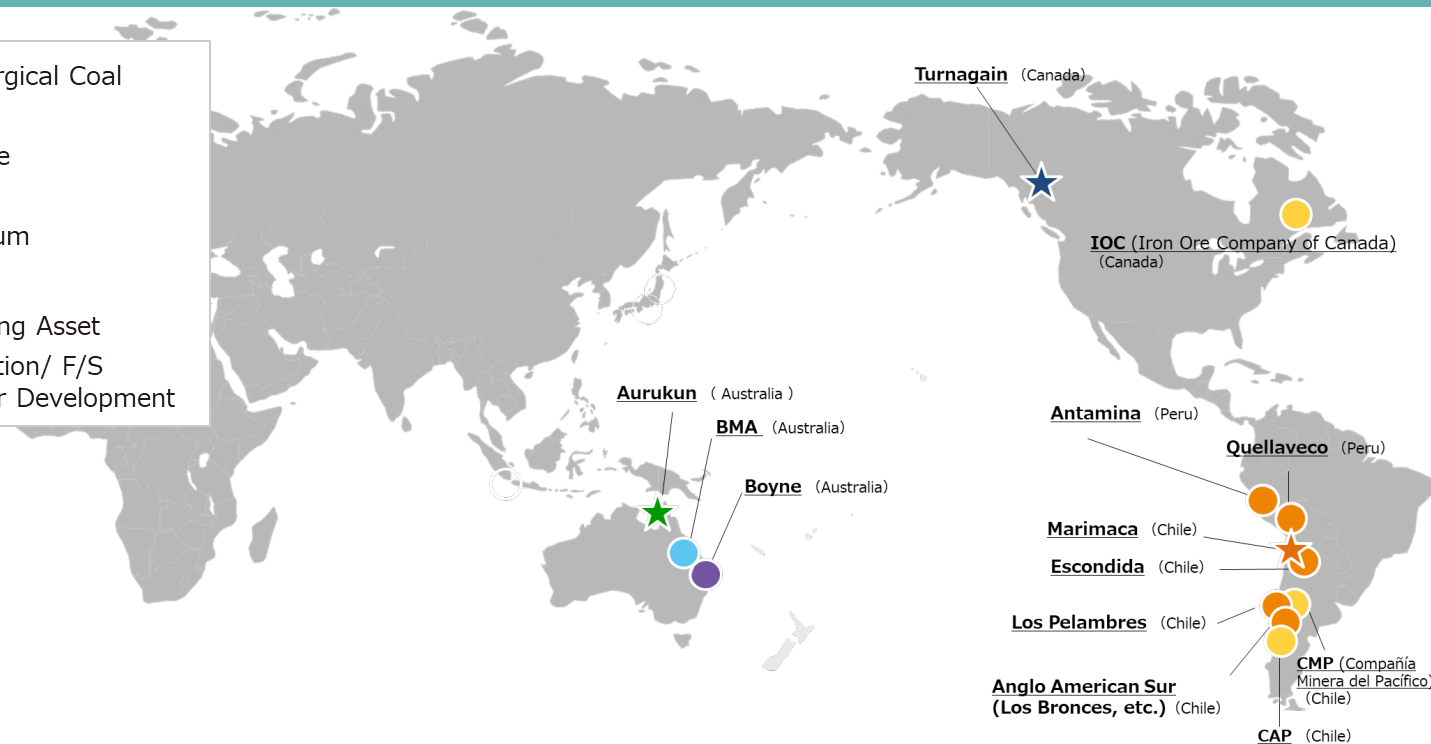 rgical Coal
e
um
ng Asset
tion/ F/S
r Development
Turnagain （Canada）
IOC (Iron Ore Company of Canada)
（Canada）
Aurukun （ Australia ）
BMA （Australia）
Boyne （Australia）
Antamina （Peru）
Quellaveco （Peru）
Marimaca （Chile）
Escondida （Chile）
Los Pelambres （Chile）
CMP (Compañía
Minera del Pacífico)
（Chile）
Anglo American Sur
(Los Bronces, etc.) （Chile）
CAP （Chile）